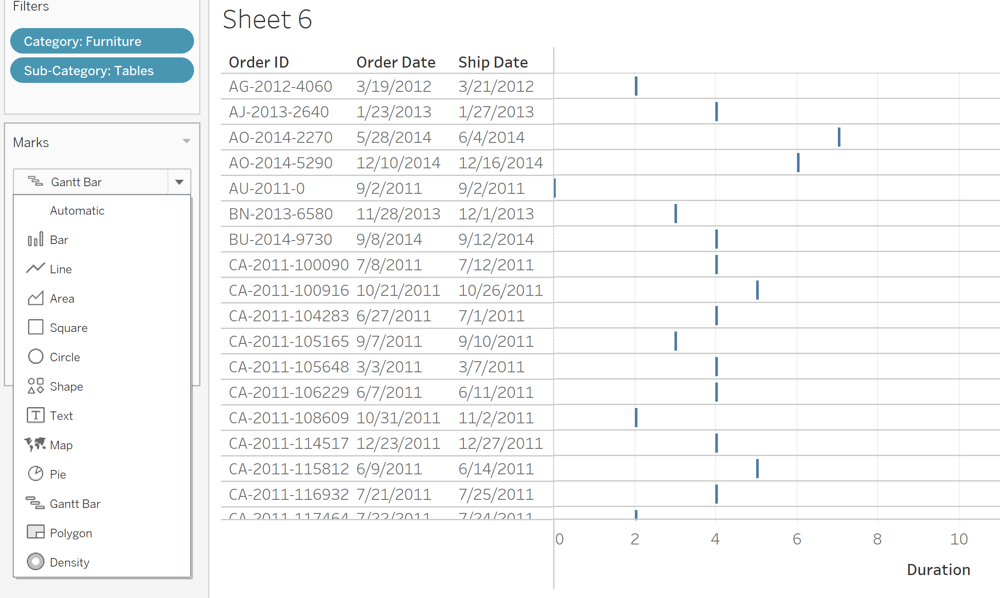 Filters
Category: Furniture
Sub-Category: Tables
Marks
Gantt Bar
Automatic
Bar
Line
Area
Square
Circle
Shape
Text
Map
Pie
Gantt Bar
Polygon
Density
Sheet 6
Order ID Order Date Ship Date
AG-2012-4060 3/19/2012 3/21/2012
AJ-2013-2640 1/23/2013 1/27/2013
AO-2014-2270 5/28/2014 6/4/2014
AO-2014-5290 12/10/2014 12/16/2014
AU-2011-0 9/2/2011 9/2/2011
BN-2013-6580 11/28/2013 12/1/2013
BU-2014-9730 9/8/2014 9/12/2014
CA-2011-100090 7/8/2011 7/12/2011
CA-2011-100916 10/21/2011 10/26/2011
CA-2011-104283 6/27/2011 7/1/2011
CA-2011-105165 9/7/2011 9/10/2011
CA-2011-105648 3/3/2011 3/7/2011
CA-2011-106229 6/7/2011 6/11/2011
CA-2011-108609 10/31/2011 11/2/2011
CA-2011-114517 12/23/2011 12/27/2011
CA-2011-115812 6/9/2011 6/14/2011
CA-2011-116932 7/21/2011 7/25/2011
CA-2011-117464 7/22/2011 7/24/2011
0 2 4 6 8 10
Duration